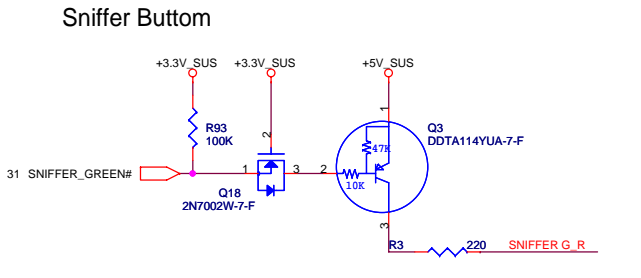 Sniffer Buttom
+3.3V_SUS +3.3V_SUS +5V_SUS
R93
100K
2
1
47K
Q3
DDTA114YUA-7-F
31 SNIFFER_GREEN#
1 3 2
10K
Q18
2N7002W-7-F
3
R3 220 SNIFFER G_R